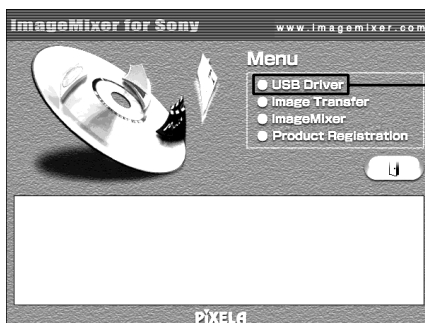 ImageMixer for Sony
www.imagemixer.com
Menu
USB Driver
Image Transfer
ImageMixer
Product Registration
PIXELA